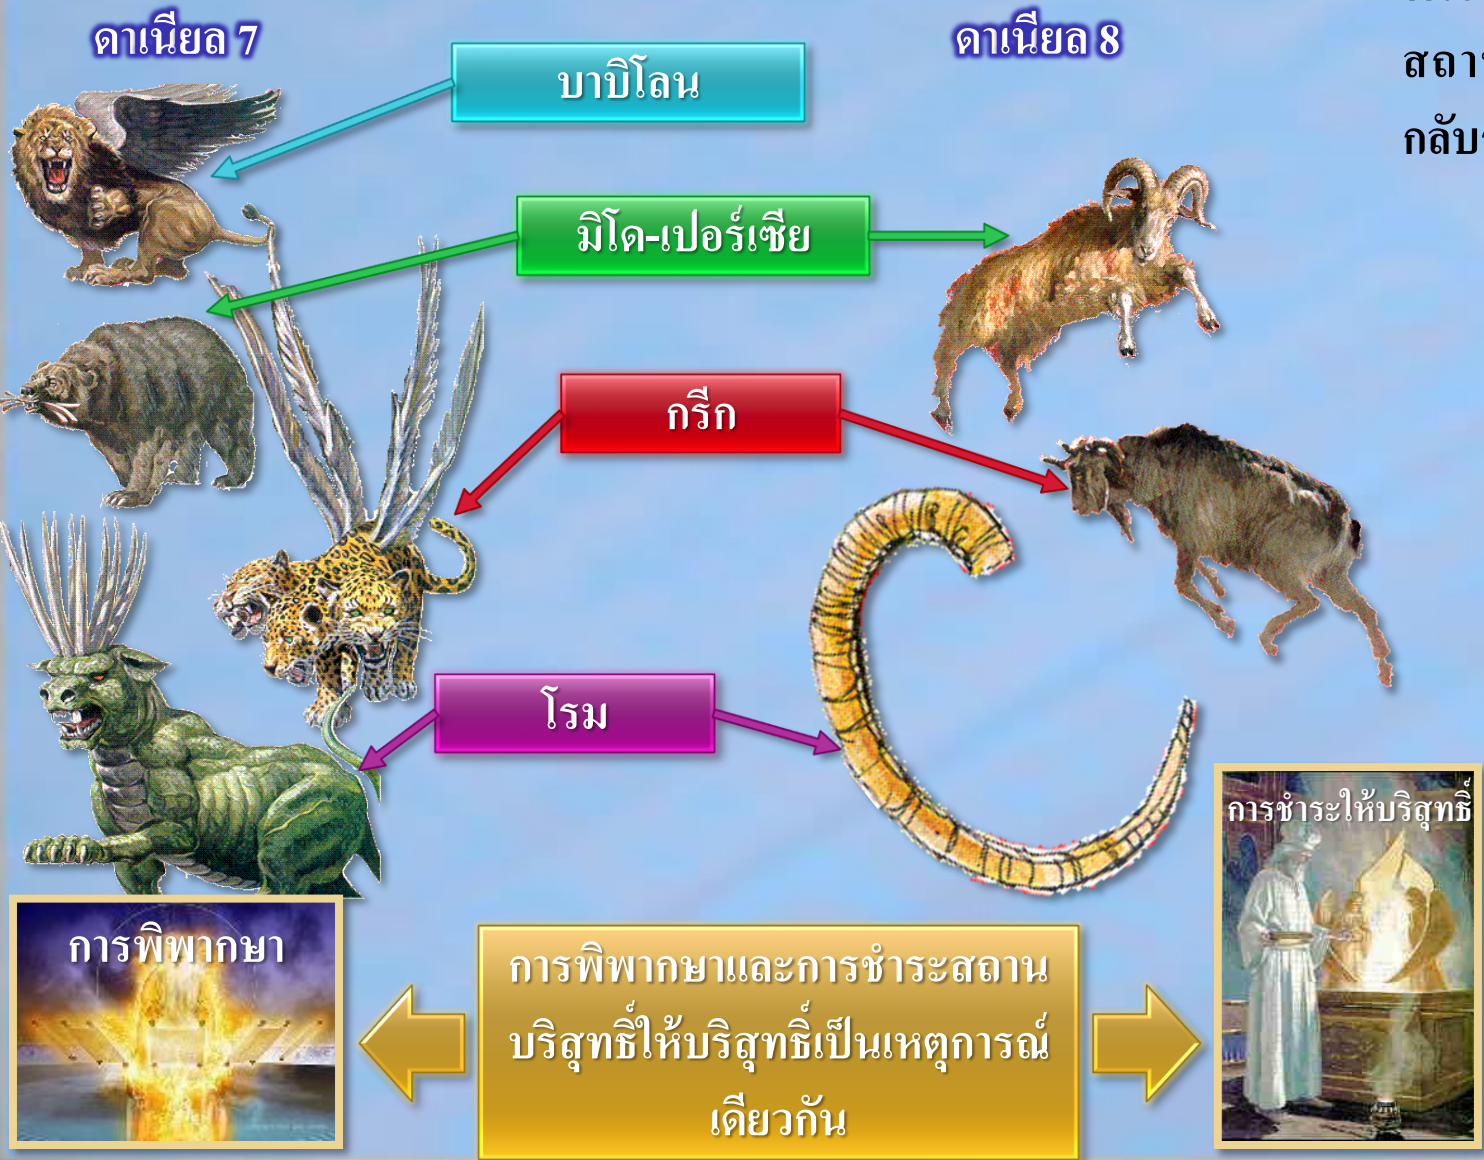 ดาเนียล 7
ดาเนียล 8
บาบิโลน
มิโด-เปอร์เซีย
กรีก
โรม
การพิพากษา
การพิพากษาและการชำระสถาน
บริสุทธิ์ให้บริสุทธิ์เป็นเหตุการณ์
เดียวกัน
การชำระให้บริสุทธิ์